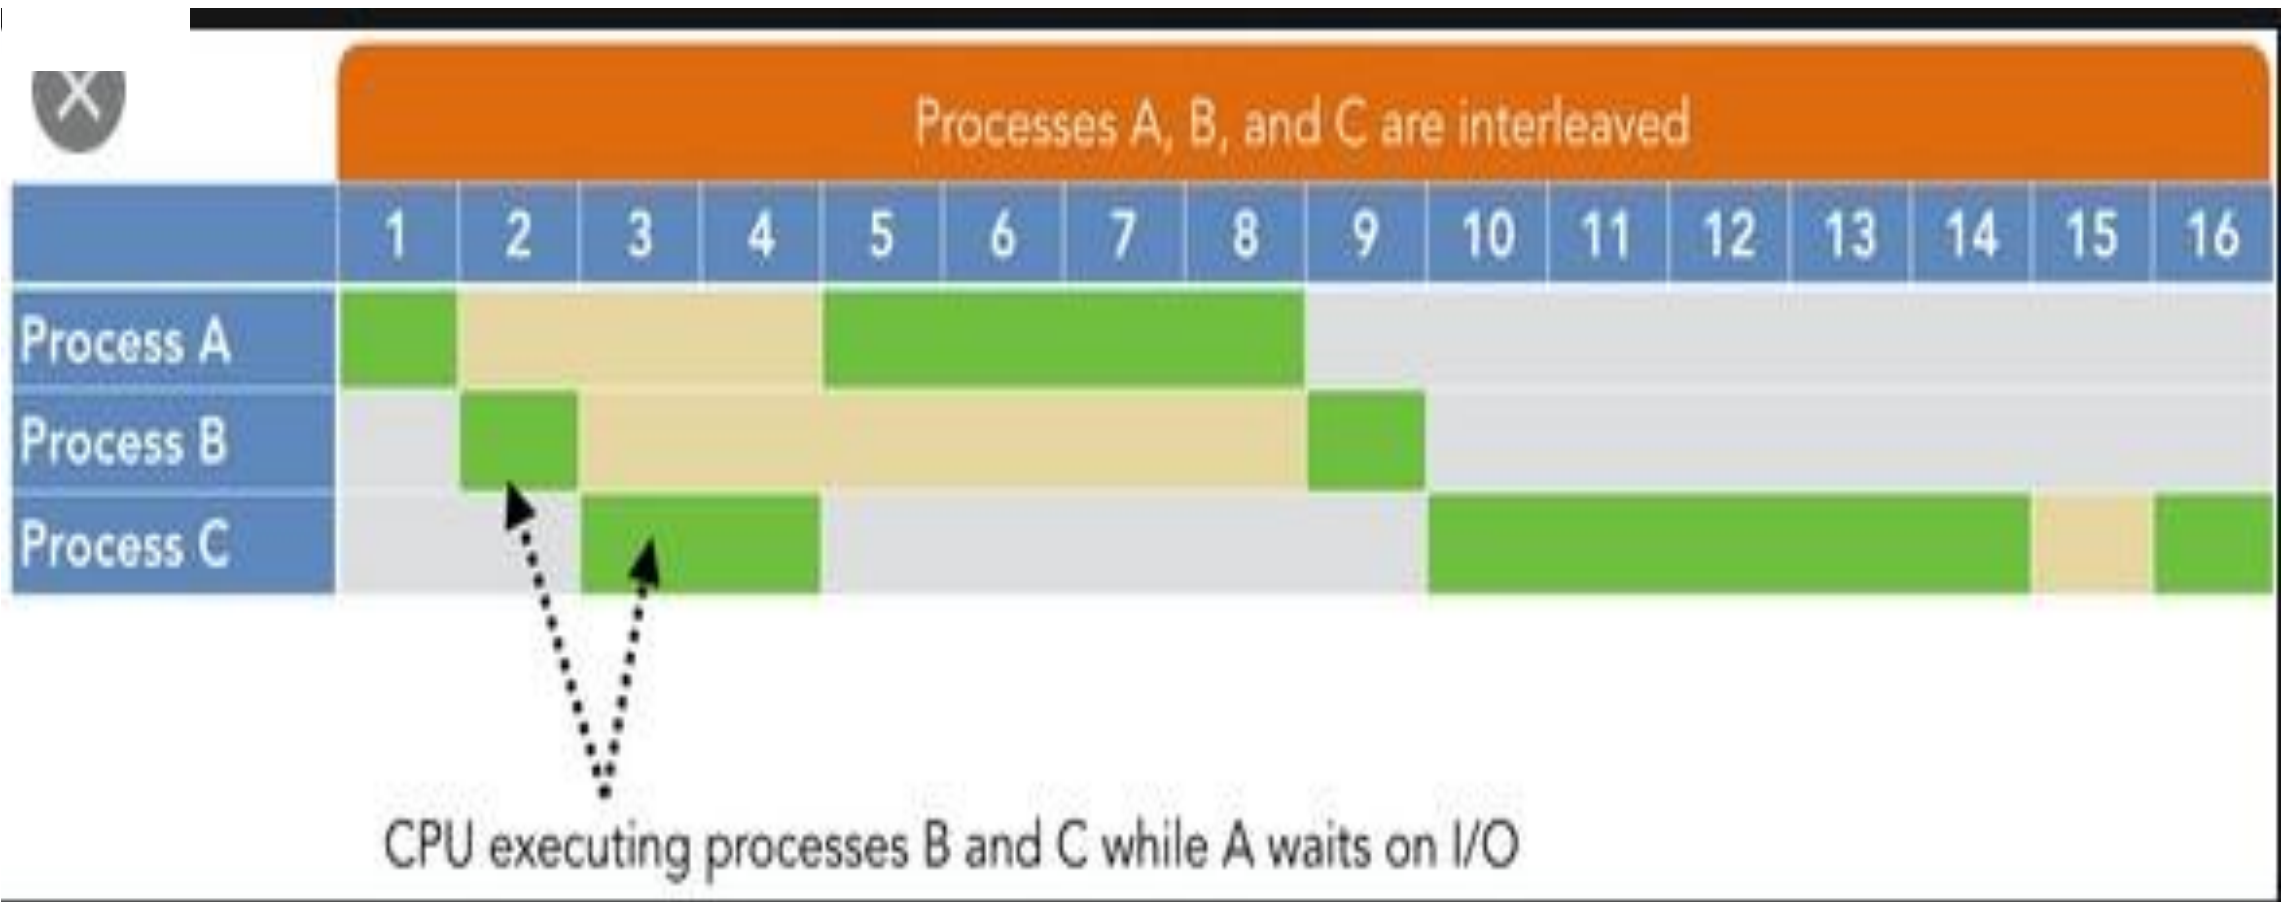 X
Processes A, B, and C are interleaved
1 2 3 4 5 6 7 8 9 10 11 12 13 14 15 16
Process A
Process B
Process C
CPU executing processes B and C while A waits on I/O